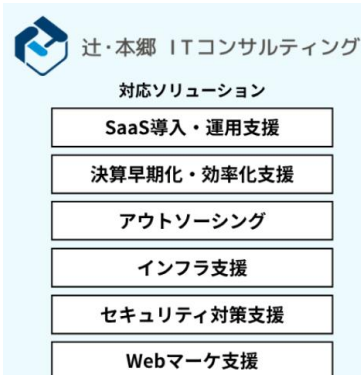 辻・本郷 ITコンサルティング
対応ソリューション
SaaS導入・運用支援
決算早期化・効率化支援
アウトソーシング
インフラ支援
セキュリティ対策支援
Webマーケ支援